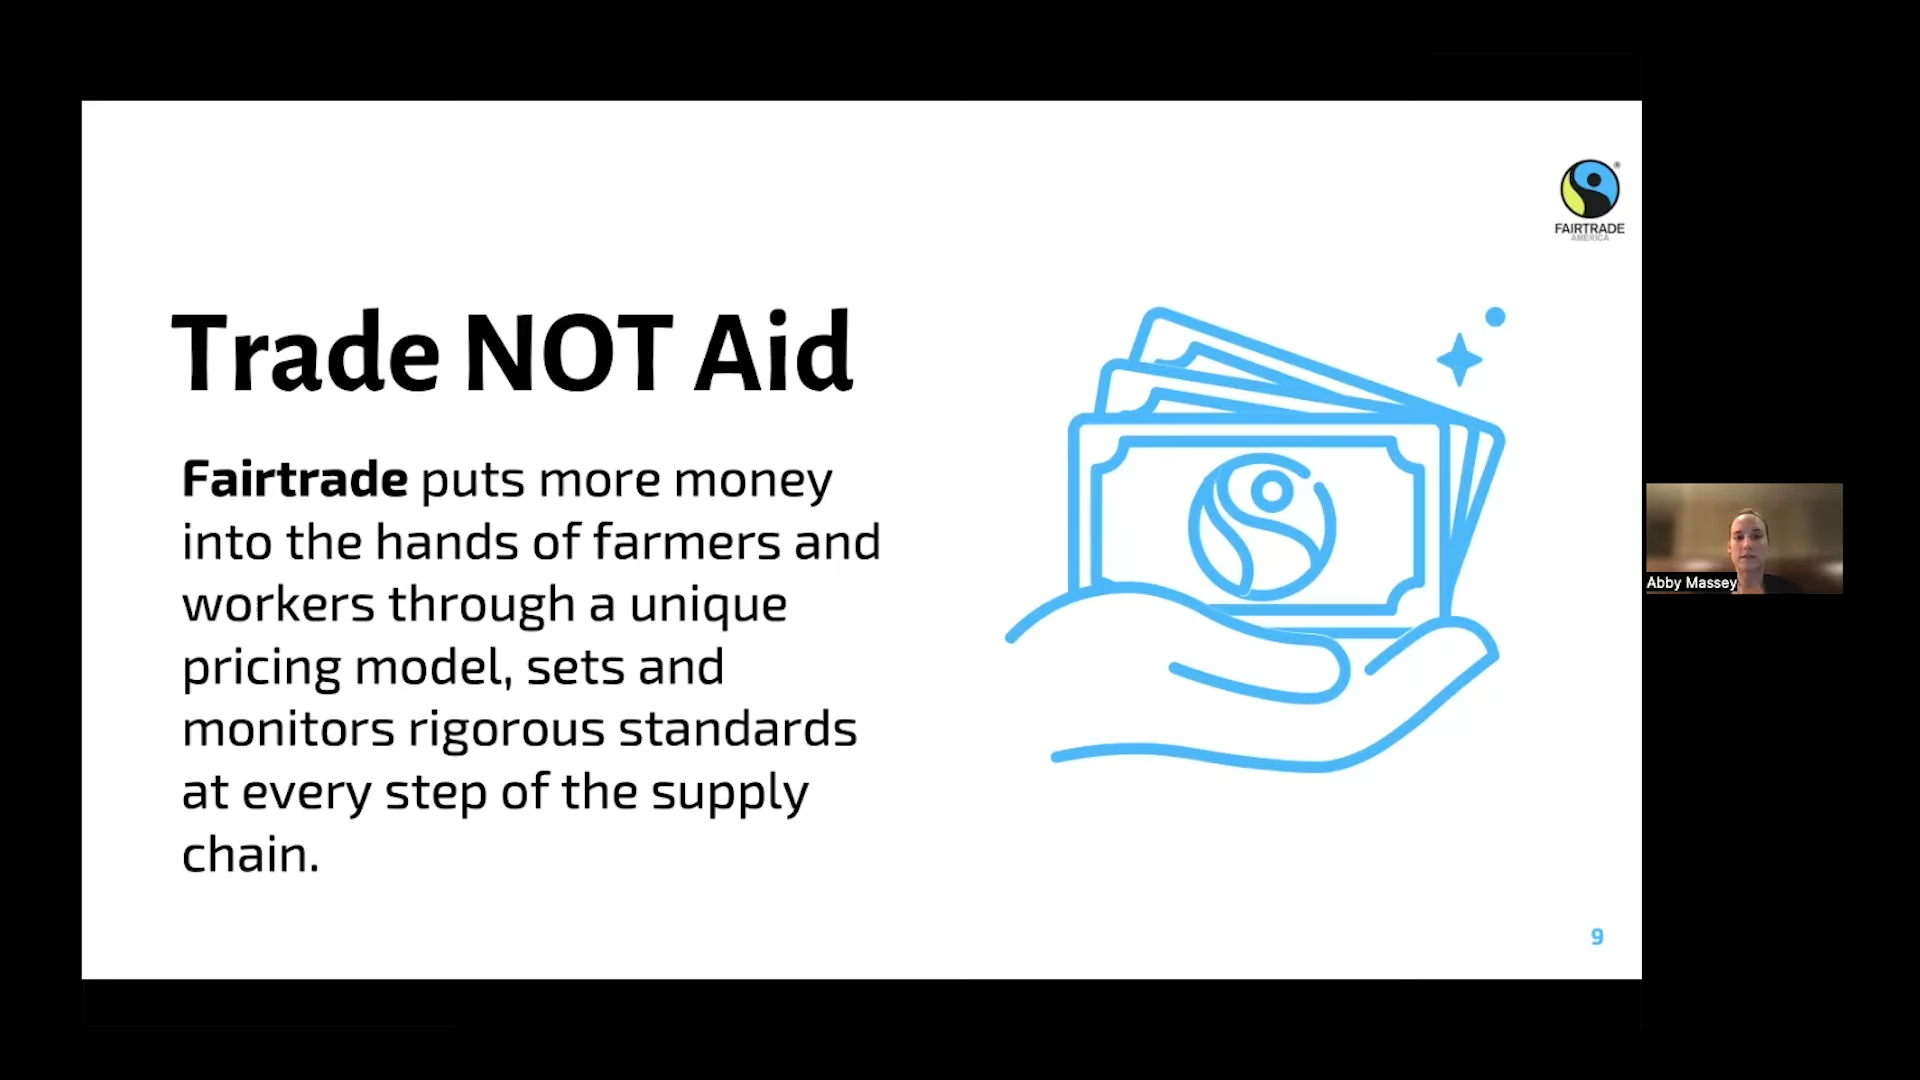 FAIRTRADE
AMERICA
Trade NOT Aid
Fairtrade puts more money
into the hands of farmers and
workers through a unique
pricing model, sets and
monitors rigorous standards
at every step of the supply
chain.
Abby Massey
9